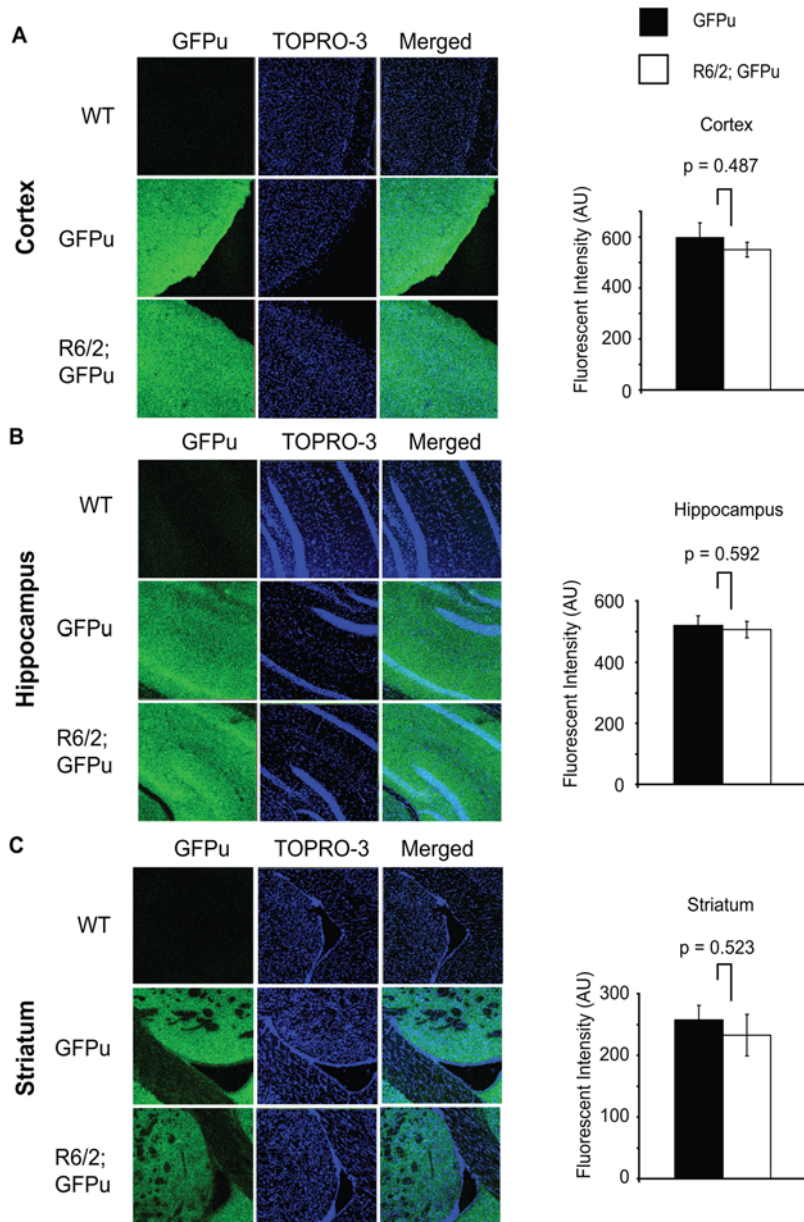 A
GFPu TOPRO-3 Merged
WT
GFPu
R6/2;
GFPu
Cortex
GFPu
R6/2; GFPu
Cortex
p = 0.487
Fluorescent Intensity (AU)
600
400
200
0
B
GFPu TOPRO-3 Merged
WT
GFPu
R6/2;
GFPu
Hippocampus
Hippocampus
p = 0.592
Fluorescent Intensity (AU)
600
400
200
0
C
GFPu TOPRO-3 Merged
WT
GFPu
R6/2;
GFPu
Striatum
Striatum
p = 0.523
Fluorescent Intensity (AU)
300
200
100
0